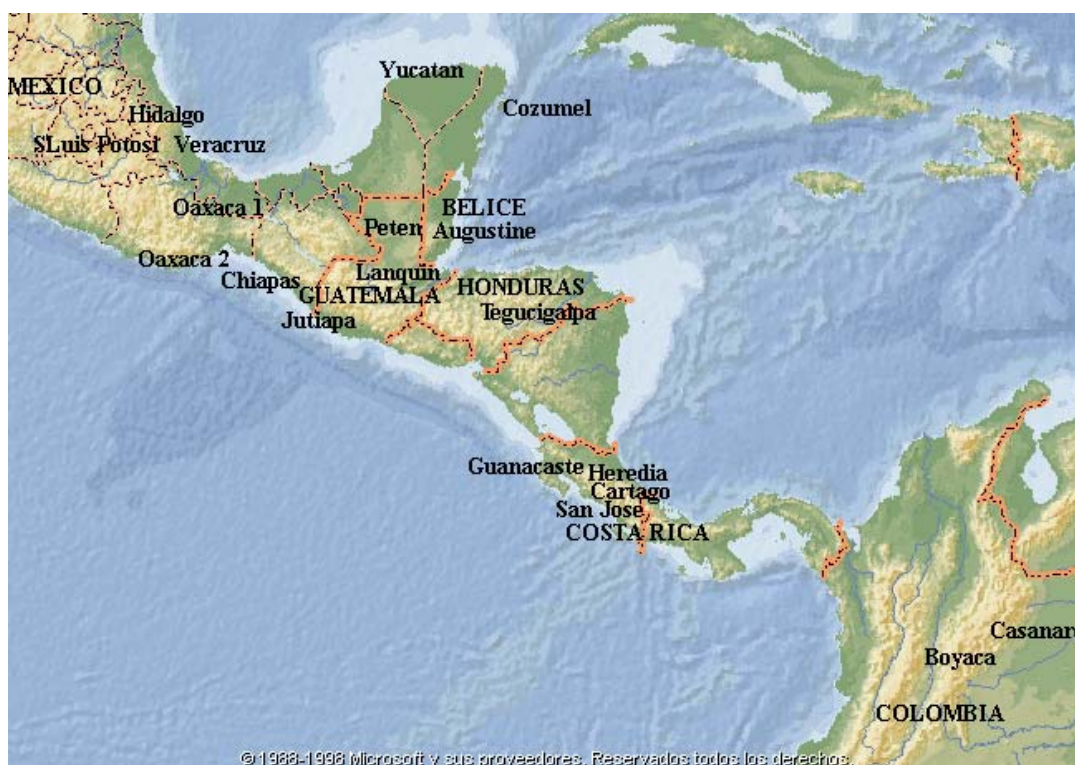 Yucatan
MEXICO
Cozumel
Hidalgo
SLuis Potosi Veracruz
Oaxaca 1
BELICE
Peten
Augustine
Oaxaca 2
Lanquin
Chiapas
HONDURAS
GUATEMALA
Tegucigalpa
Jutiapa
Guanacaste
Heredia
Cartago
San José
COSTA RICA
Casanare
Boyaca
COLOMBIA
© 1988-1998 Microsoft y sus proveedores. Reservados todos los derechos.